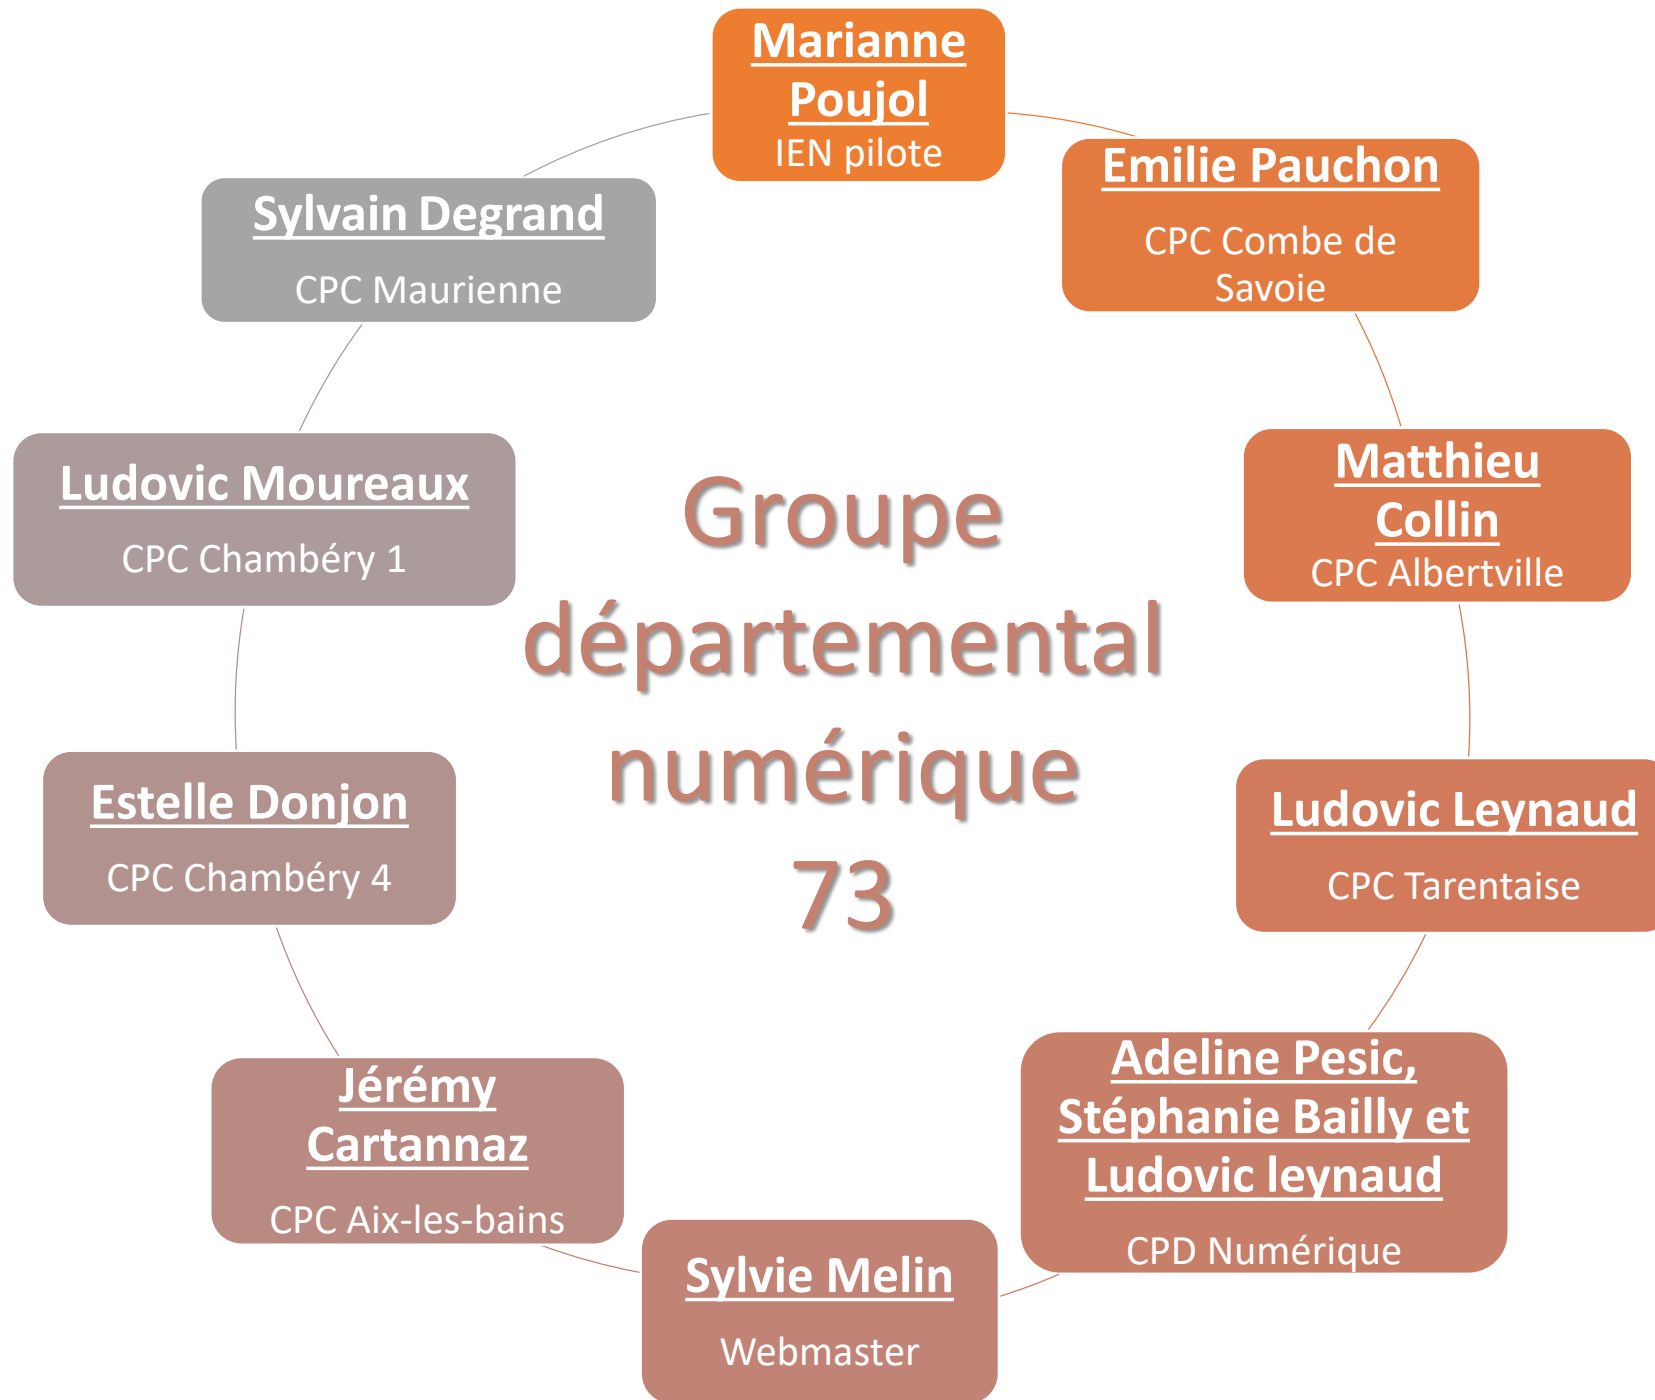 Marianne
Poujol
IEN pilote
Emilie Pauchon
CPC Combe de
Savoie
Matthieu
Collin
CPC Albertville
Ludovic Leynaud
CPC Tarentaise
Adeline Pesic,
Stéphanie Bailly et
Ludovic leynaud
CPD Numérique
Sylvie Melin
Webmaster
Jérémy
Cartannaz
CPC Aix-les-bains
Estelle Donjon
CPC Chambéry 4
Ludovic Moureaux
CPC Chambéry 1
Sylvain Degrand
CPC Maurienne
Groupe
départemental
numérique
73